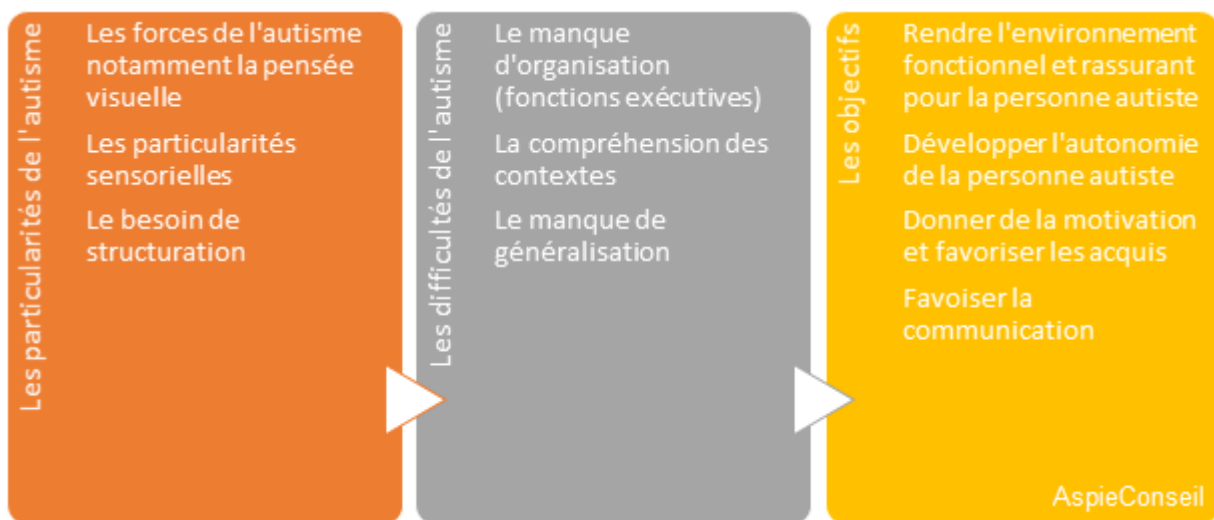 Les particularités de l'autisme
Les forces de l'autisme
notamment la pensée
visuelle
Les particularités
sensorielles
Le besoin de
structuration
Les difficultés de l'autisme
Le manque
d'organisation
(fonctions exécutives)
La compréhension des
contextes
Le manque de
généralisation
Les objectifs
Rendre l'environnement
fonctionnel et rassurant
pour la personne autiste
Développer l'autonomie
de la personne autiste
Donner de la motivation
et favoriser les acquis
Favoiser la
communication
AspieConseil